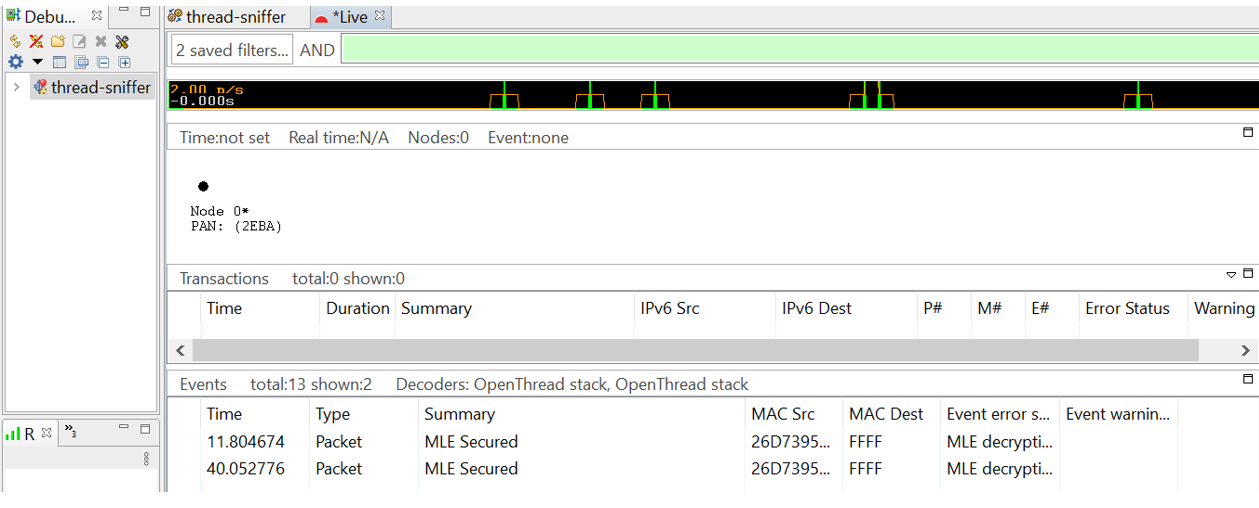 Debu...
thread-sniffer
*Live
2 saved filters... AND
thread-sniffer
2.00 p/s
-0.000s
Time:not set Real time:N/A Nodes:0 Event:none
Node 0*
PAN: (2EBA)
Transactions total:0 shown:0
Time Duration Summary IPv6 Src IPv6 Dest P# M# E# Error Status Warning
Events total:13 shown:2 Decoders: OpenThread stack, OpenThread stack
Time Type Summary MAC Src MAC Dest Event error s... Event warnin...
11.804674 Packet MLE Secured 26D7395... FFFF MLE decrypti...
40.052776 Packet MLE Secured 26D7395... FFFF MLE decrypti...
R
»3